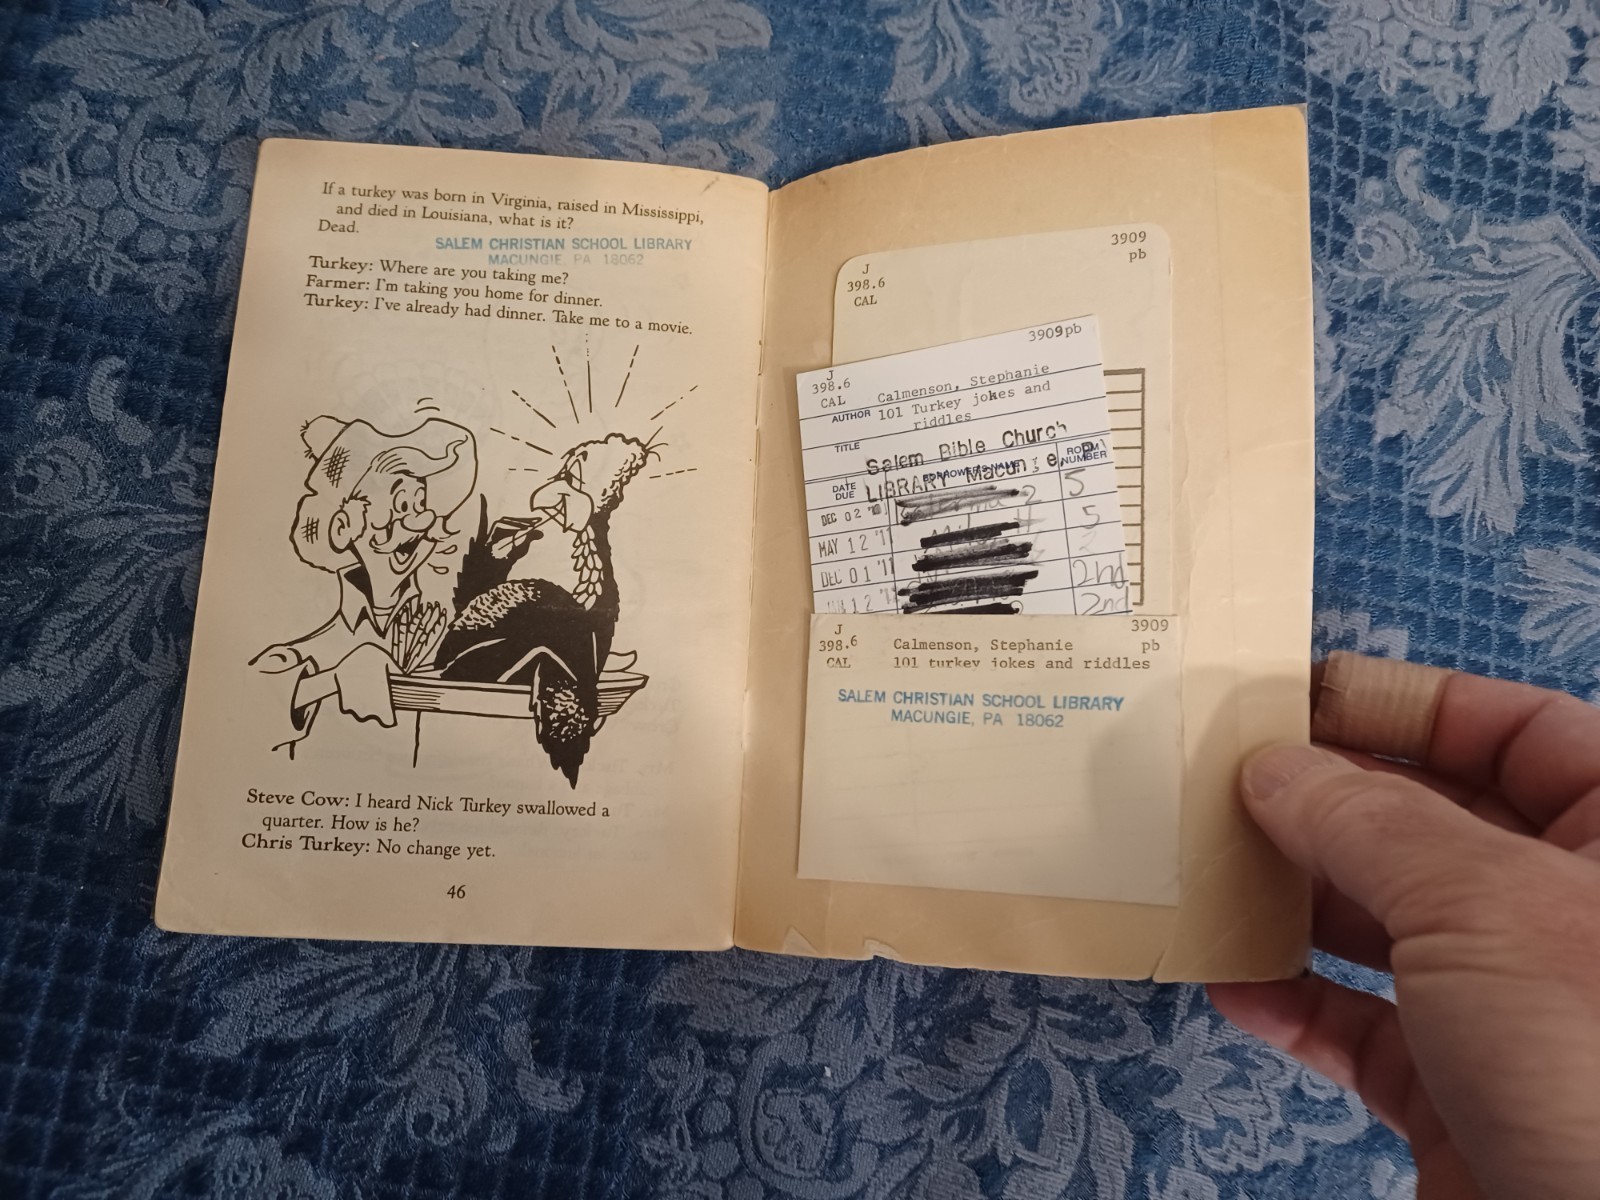 If a turkey was born in Virginia, raised in Mississippi,
and died in Louisiana, what is it?
Dead.
SALEM CHRISTIAN SCHOOL LIBRARY
MACUNGIE, PA 18062
Turkey: Where are you taking me?
Farmer: I'm taking you home for dinner.
Turkey: I've already had dinner. Take me to a movie.
Steve Cow: I heard Nick Turkey swallowed a
quarter. How is he?
Chris Turkey: No change yet.
46
3909
pb
J
398.6
CAL
3909pb
J
398.6
CAL
Calmenson, Stephanie
AUTHOR
101 Turkey jokes and
riddles
TITLE
Salem Bible Church
LIBRARY
DATE
DUE
BORROWER'S NAME
ROOM
NUMBER
5
DEC 02
5
MAY 12 '11
2
DEC 01 '11
2nd
12
2nd
J
398.6
CAL
3909
pb
Calmenson, Stephanie
101 turkey jokes and riddles
SALEM CHRISTIAN SCHOOL LIBRARY
MACUNGIE, PA 18062